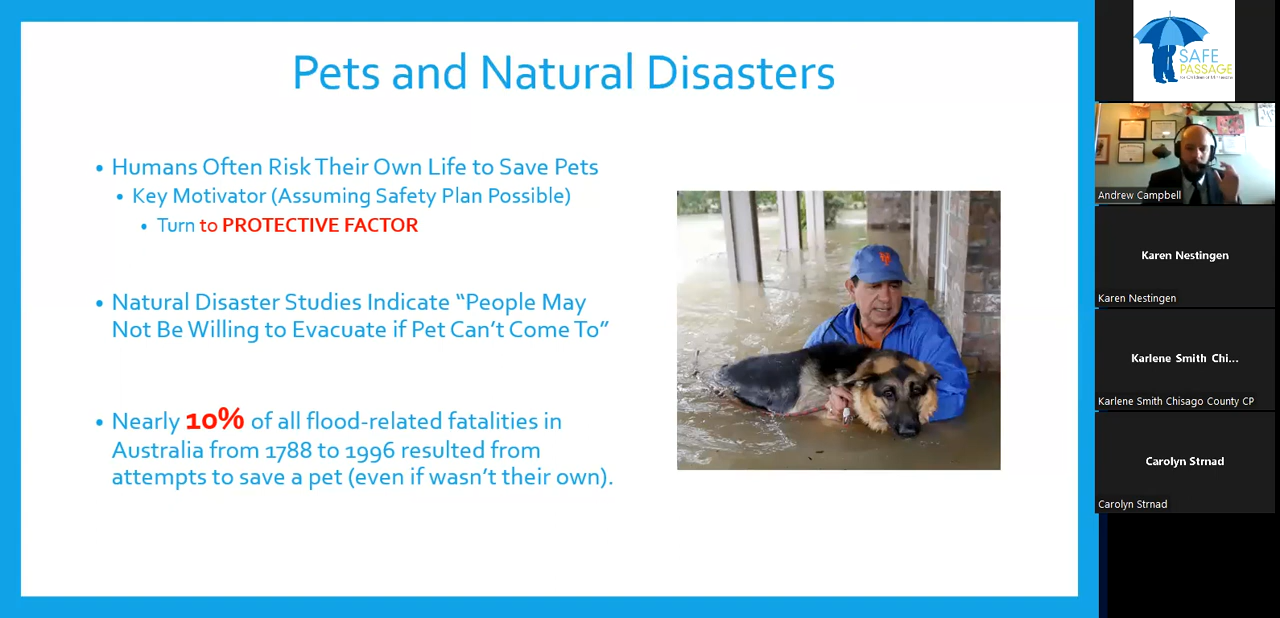 Pets and Natural Disasters
• Humans Often Risk Their Own Life to Save Pets
• Key Motivator (Assuming Safety Plan Possible)
• Turn to PROTECTIVE FACTOR
• Natural Disaster Studies Indicate “People May
Not Be Willing to Evacuate if Pet Can’t Come To”
• Nearly 10% of all flood-related fatalities in
Australia from 1788 to 1996 resulted from
attempts to save a pet (even if wasn’t their own).
SAFE
PASSAGE
Andrew Campbell
Karen Nestingen
Karen Nestingen
Karlene Smith Chi...
Karlene Smith Chisago County CP
Carolyn Strnad
Carolyn Strnad